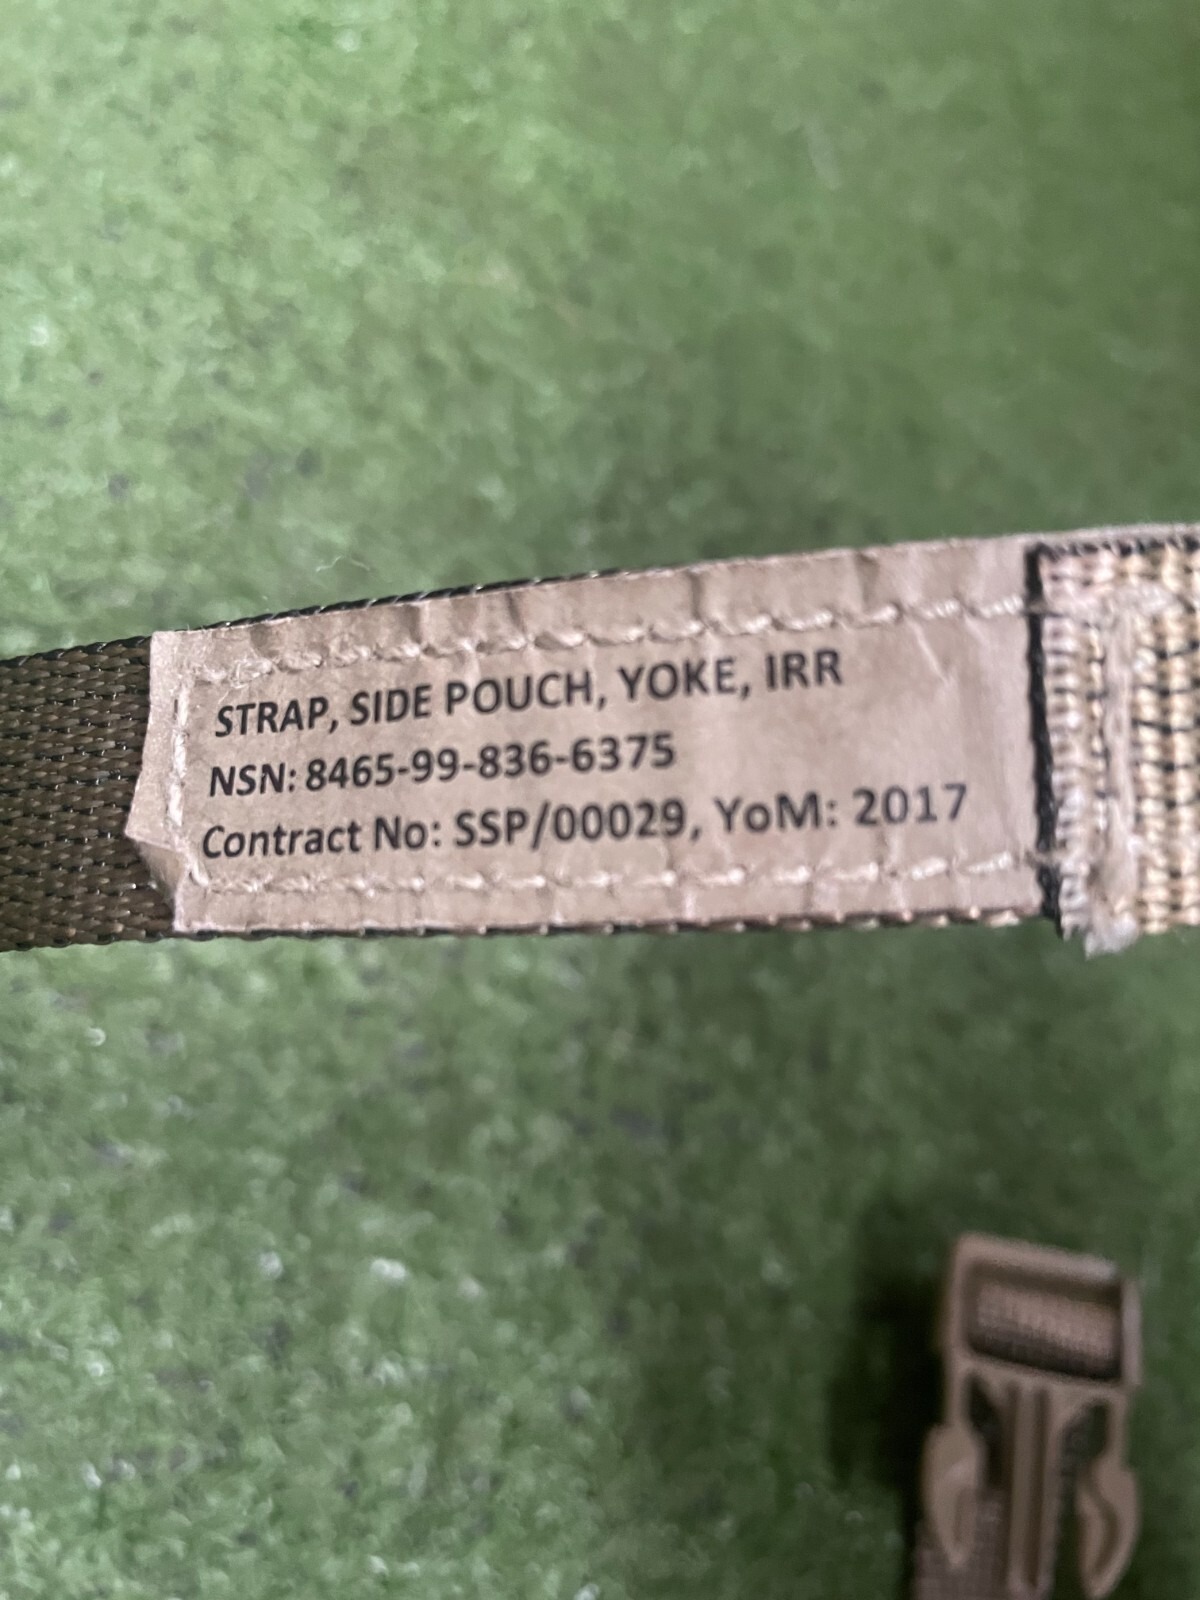 STRAP, SIDE POUCH, YOKE, IRR
NSN: 8465-99-836-6375
Contract No: SSP/00029, YoM: 2017